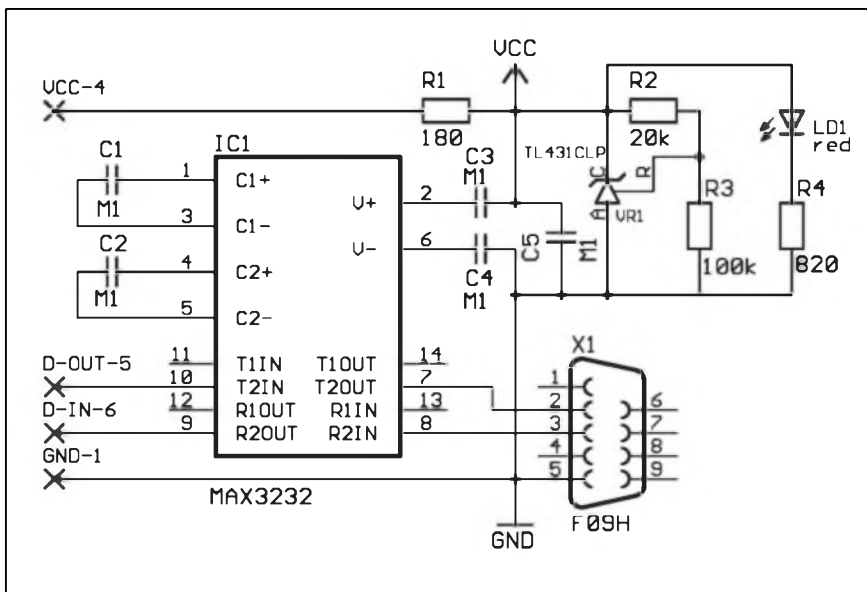 VCC
VCC-4
R1
180
R2
20k
LD1
red
IC1
TL431CLP
C
R
A
VR1
C1
M1
C2
M1
C3
M1
C4
M1
C5
M1
R3
100k
R4
820
1
3
4
5
C1+
C1-
C2+
C2-
V+
V-
2
6
D-OUT-5
D-IN-6
GND-1
11
10
12
9
T1IN
T2IN
R1OUT
R2OUT
T1OUT
T2OUT
R1IN
R2IN
14
7
13
8
X1
1
2
3
4
5
6
7
8
9
MAX3232
F09H
GND